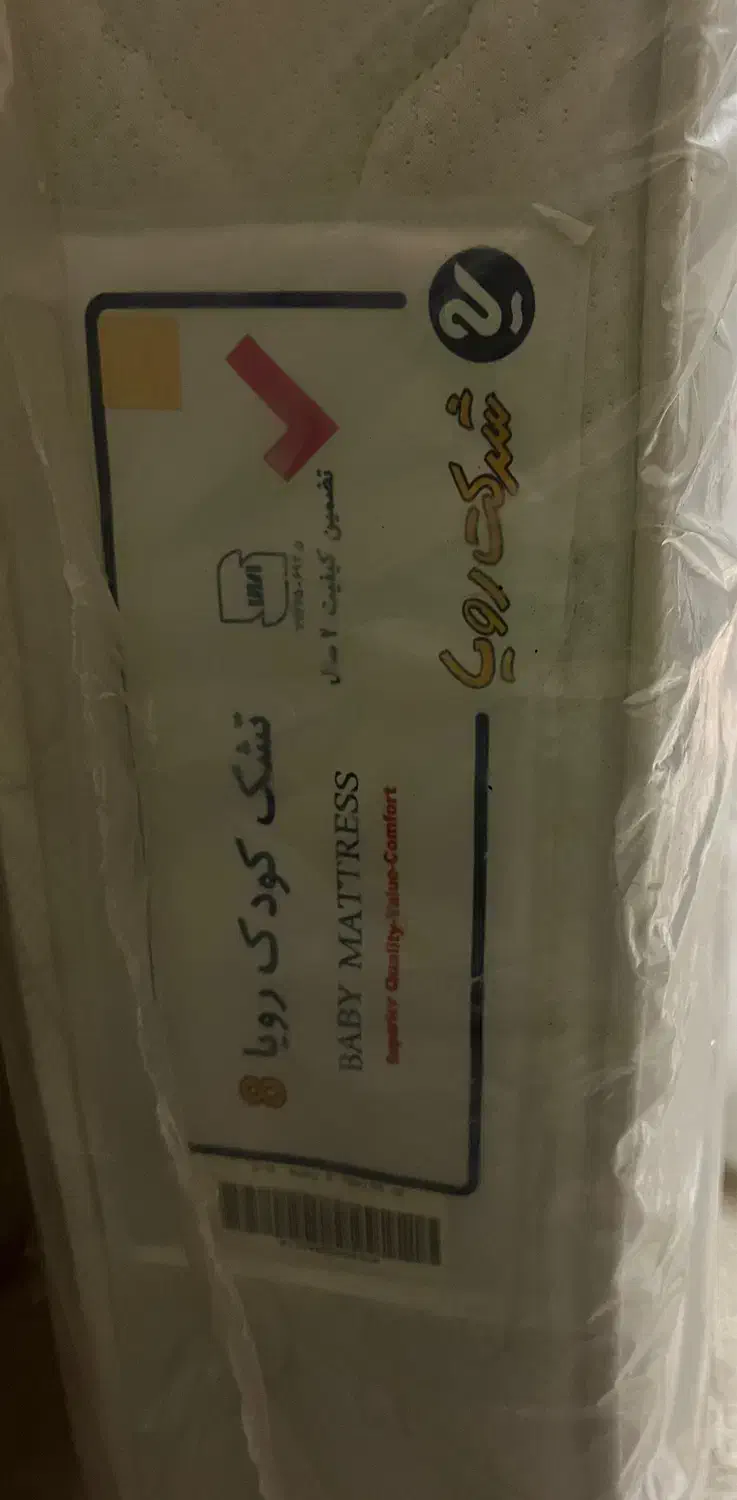 شرکت رویا
تضمین کیفیت ۲ سال
تشک کودک رویا 8
BABY MATTRESS
Superior Quality-Value-Comfort